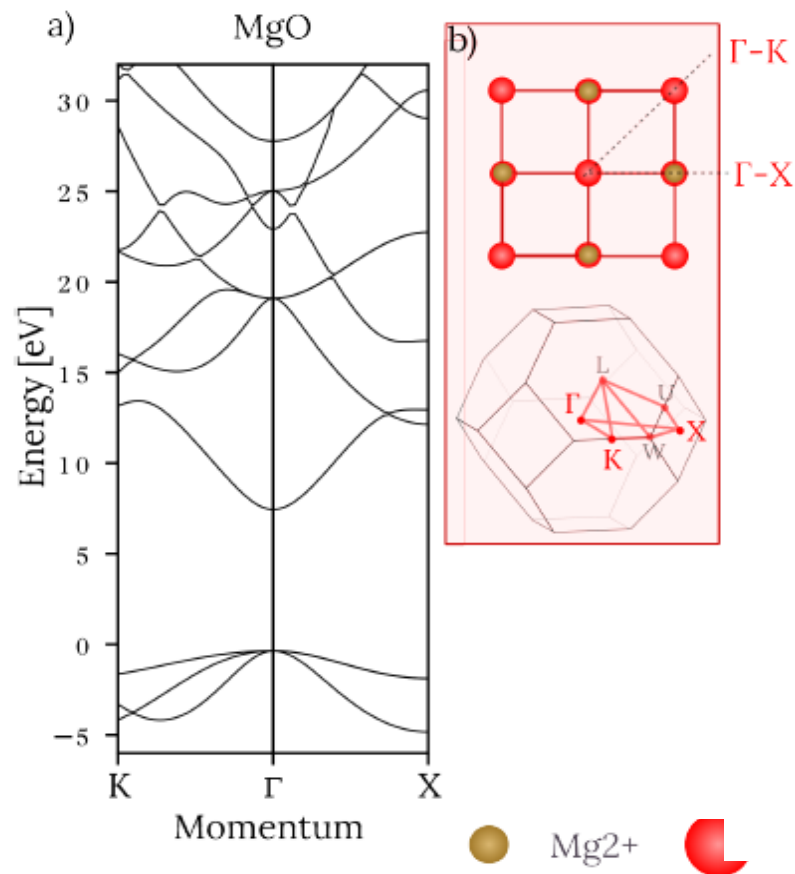 a)
MgO
Energy [eV]
30
25
20
15
10
5
0
−5
K
Γ
X
Momentum
b)
Γ-K
Γ-X
L
U
Γ
X
K
W
Mg2+